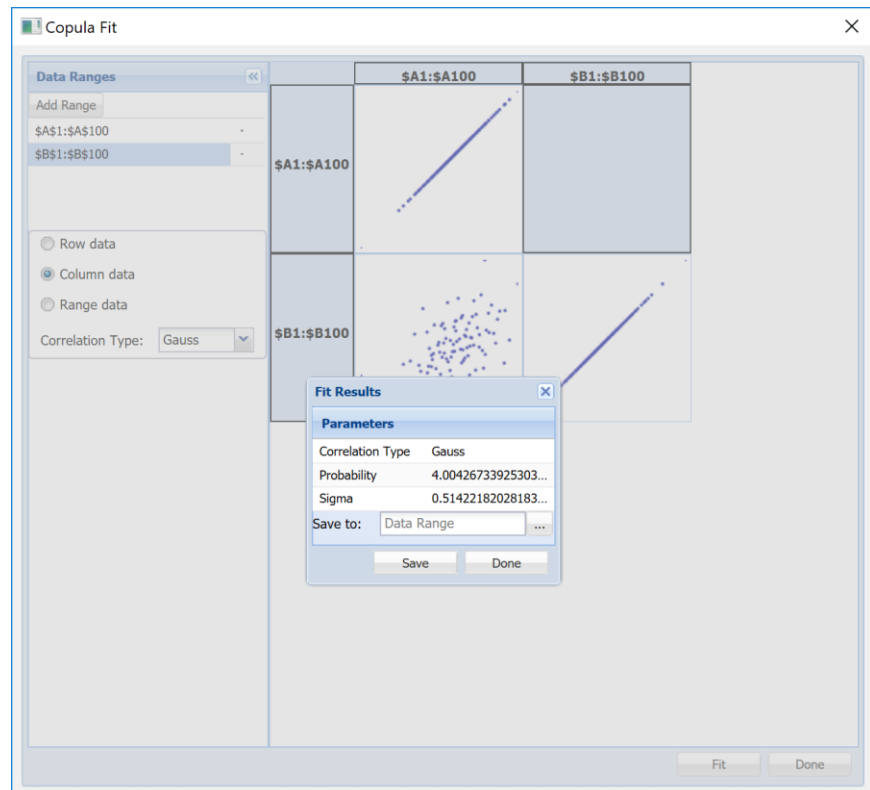 Copula Fit
Data Ranges
Add Range
$A$1:$A$100 -
$B$1:$B$100 -
Row data
Column data
Range data
Correlation Type: Gauss
$A1:$A100 $B1:$B100
$A1:$A100
$B1:$B100
Fit Results
Parameters
Correlation Type Gauss
Probability 4.00426733925303...
Sigma 0.51422182028183...
Save to: Data Range ...
Save Done
Fit Done